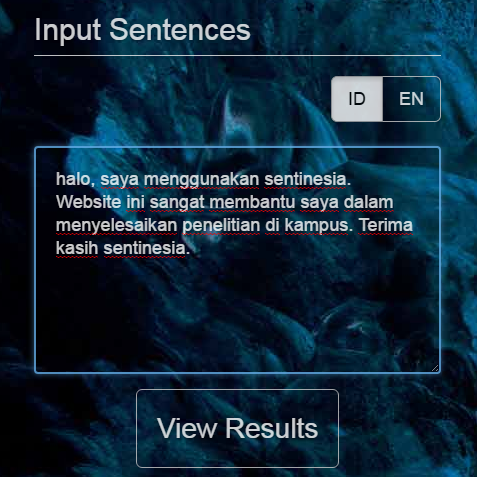 Input Sentences
ID EN
halo, saya menggunakan sentinesia.
Website ini sangat membantu saya dalam
menyelesaikan penelitian di kampus. Terima
kasih sentinesia.
View Results